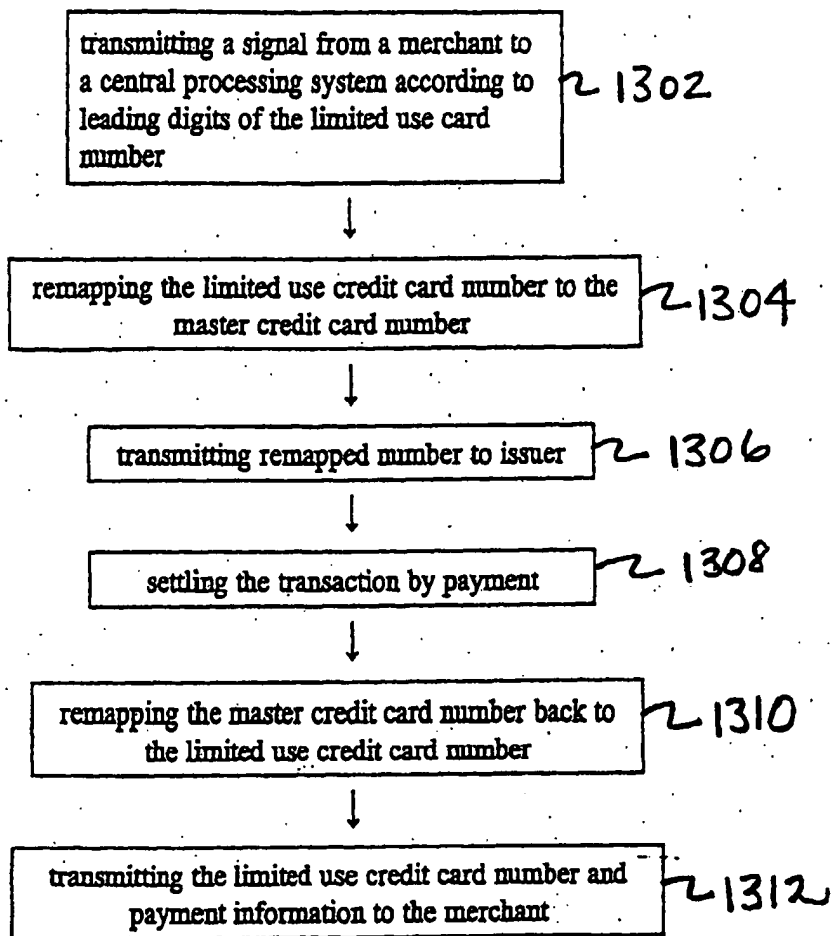 transmitting a signal from a merchant to
a central processing system according to
leading digits of the limited use card
number
1302
remapping the limited use credit card number to the
master credit card number
1304
transmitting remapped number to issuer
1306
settling the transaction by payment
1308
remapping the master credit card number back to
the limited use credit card number
1310
transmitting the limited use credit card number and
payment information to the merchant
1312